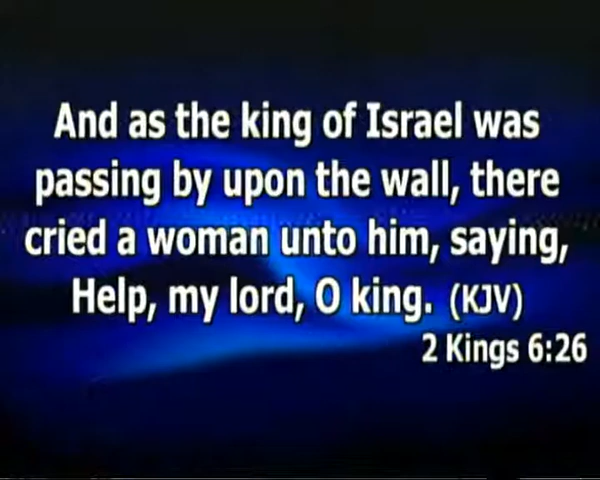 And as the king of Israel was
passing by upon the wall, there
cried a woman unto him, saying,
Help, my lord, O king. (KJV)
2 Kings 6:26